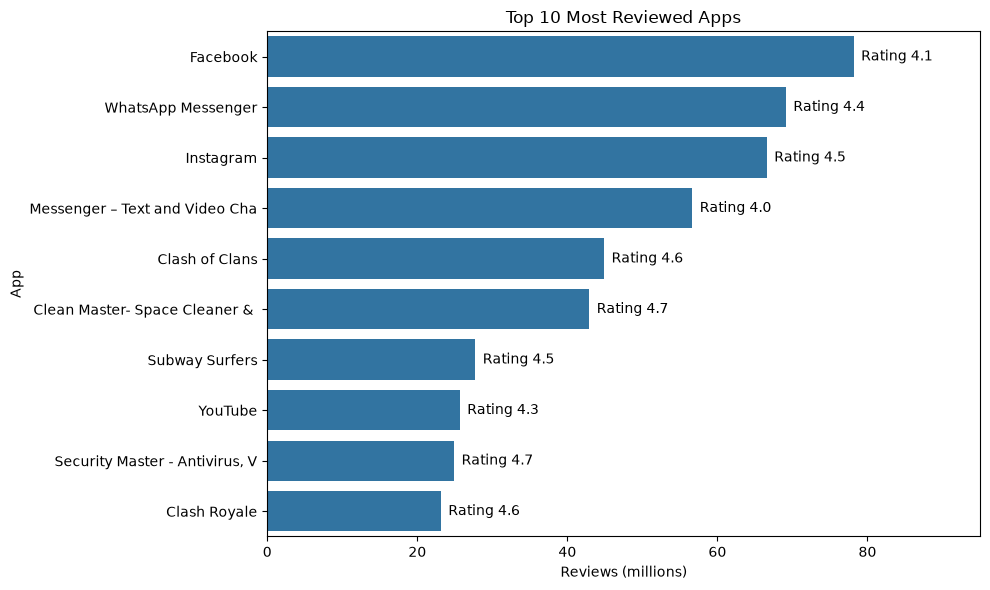 Top 10 Most Reviewed Apps
Facebook
Rating 4.1
WhatsApp Messenger
Rating 4.4
Instagram
Rating 4.5
Messenger – Text and Video Cha
Rating 4.0
Clash of Clans
Rating 4.6
Clean Master- Space Cleaner &
Rating 4.7
Subway Surfers
Rating 4.5
YouTube
Rating 4.3
Security Master - Antivirus, V
Rating 4.7
Clash Royale
Rating 4.6
App
0 20 40 60 80
Reviews (millions)